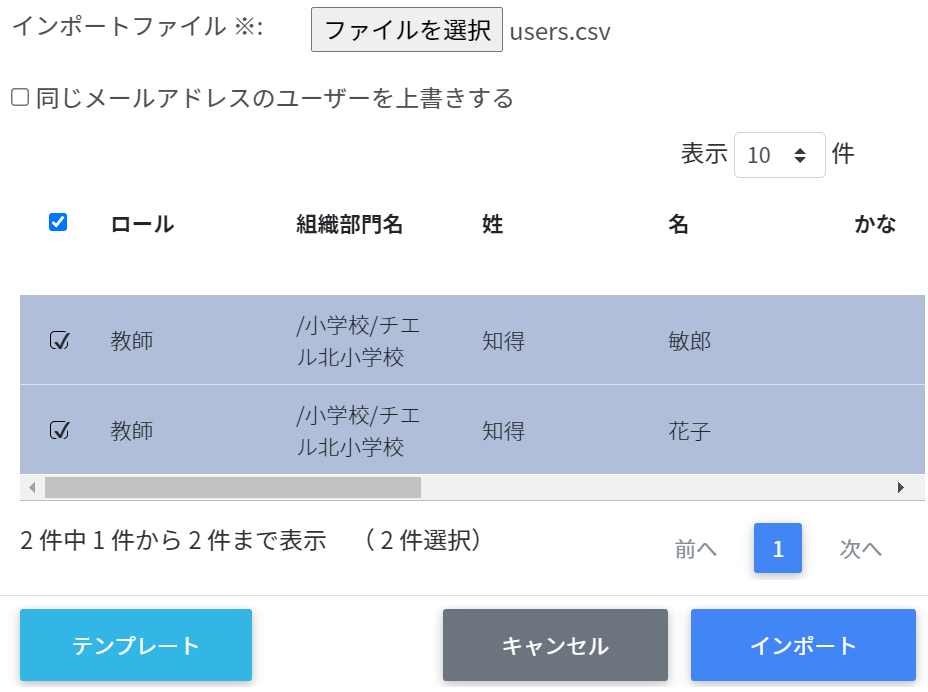 インポートファイル ※:
ファイルを選択 users.csv
同じメールアドレスのユーザーを上書きする
表示 10 件
ロール 組織部門名 姓 名 かな
教師 /小学校/チエ
ル北小学校 知得 敏郎
教師 /小学校/チエ
ル北小学校 知得 花子
2 件中 1 件から 2 件まで表示 （ 2 件選択）
前へ 1 次へ
テンプレート キャンセル インポート